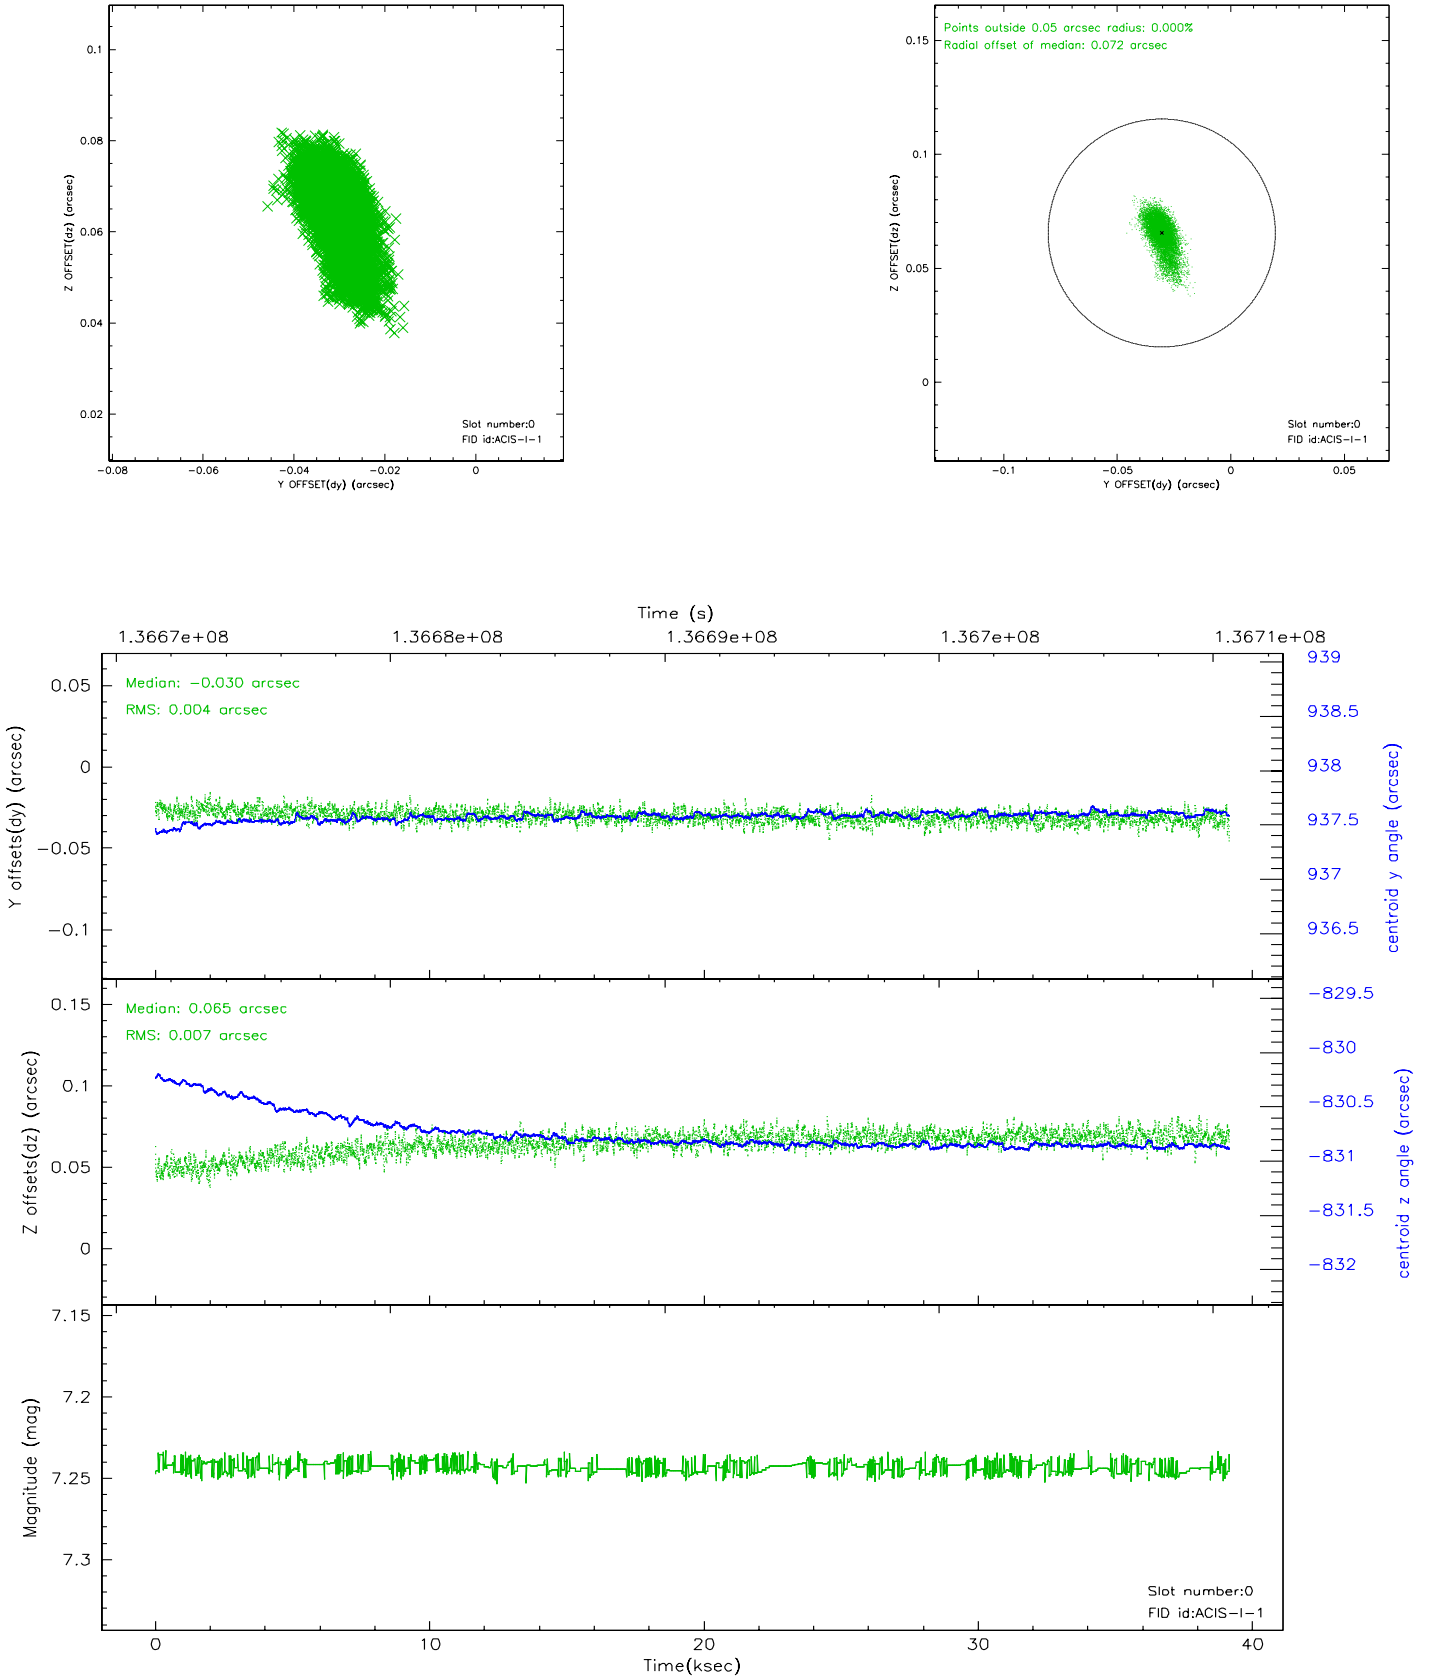 0.1
0.08
0.06
0.04
0.02
Z OFFSET(dz) (arcsec)
Slot number:0
FID id:ACIS-I-1
-0.08 -0.06 -0.04 -0.02 0
Y OFFSET(dy) (arcsec)
Points outside 0.05 arcsec radius: 0.000%
Radial offset of median: 0.072 arcsec
0.15
0.1
0.05
0
Z OFFSET(dz) (arcsec)
Slot number:0
FID id:ACIS-I-1
-0.1 -0.05 0 0.05
Y OFFSET(dy) (arcsec)
Time (s)
1.3667e+08 1.3668e+08 1.3669e+08 1.367e+08 1.3671e+08
Median: -0.030 arcsec
RMS: 0.004 arcsec
0.05
0
-0.05
-0.1
Y offsets(dy) (arcsec)
939
938.5
938
937.5
937
936.5
centroid y angle (arcsec)
Median: 0.065 arcsec
RMS: 0.007 arcsec
0.15
0.1
0.05
0
Z offsets(dz) (arcsec)
-829.5
-830
-830.5
-831
-831.5
-832
centroid z angle (arcsec)
7.15
7.2
7.25
7.3
Magnitude (mag)
Slot number:0
FID id:ACIS-I-1
0 10 20 30 40
Time(ksec)